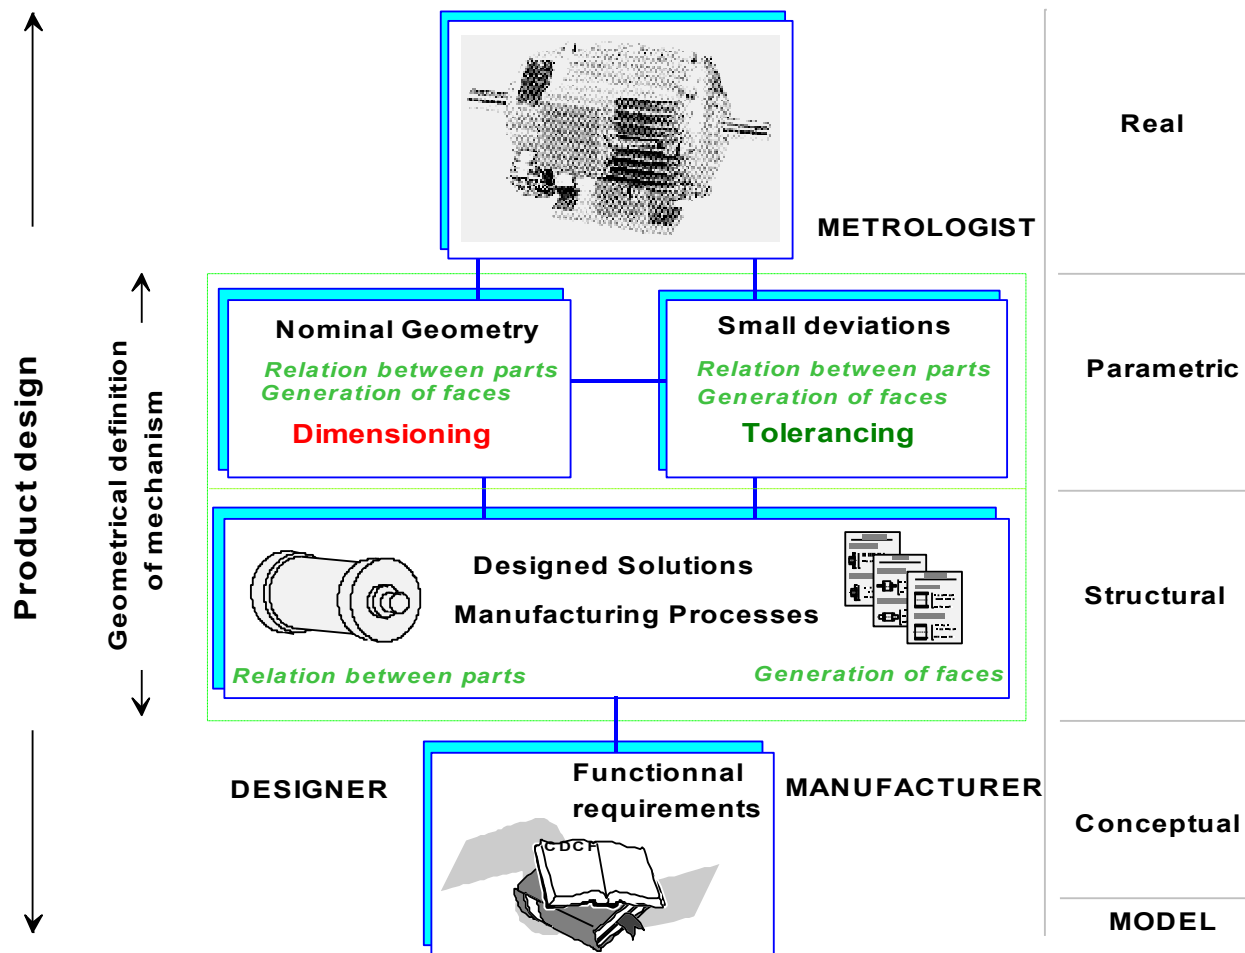 Product design
Geometrical definition
of mechanism
METROLOGIST
Real
Nominal Geometry
Relation between parts
Generation of faces
Dimensioning
Small deviations
Relation between parts
Generation of faces
Tolerancing
Parametric
Designed Solutions
Manufacturing Processes
Relation between parts
Generation of faces
Structural
DESIGNER
Functionnal
requirements
MANUFACTURER
CDCF
Conceptual
MODEL